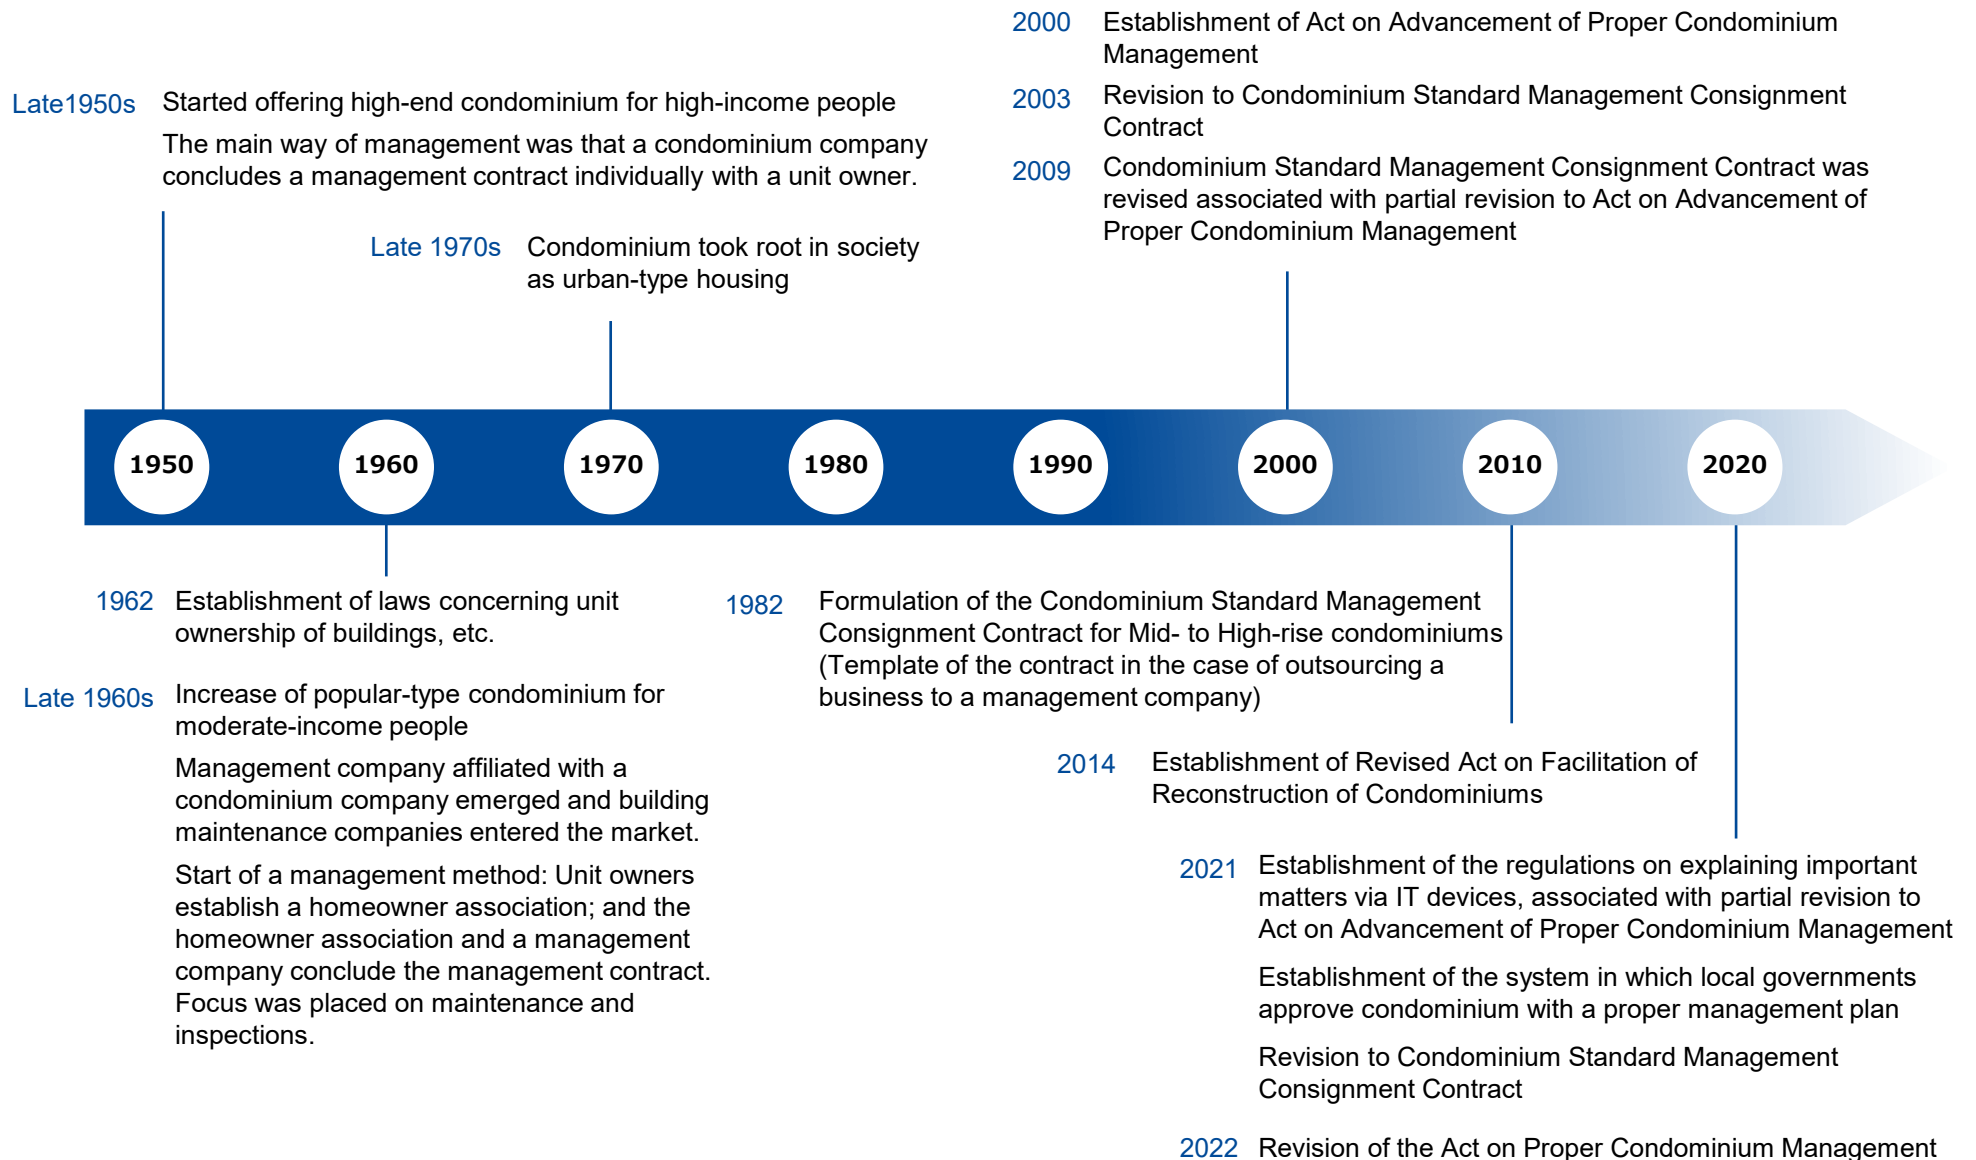 Late1950s
Started offering high-end condominium for high-income people
The main way of management was that a condominium company
concludes a management contract individually with a unit owner.
Late 1970s
Condominium took root in society
as urban-type housing
2000
Establishment of Act on Advancement of Proper Condominium
Management
2003
Revision to Condominium Standard Management Consignment
Contract
2009
Condominium Standard Management Consignment Contract was
revised associated with partial revision to Act on Advancement of
Proper Condominium Management
1950
1960
1970
1980
1990
2000
2010
2020
1962
Establishment of laws concerning unit
ownership of buildings, etc.
Late 1960s
Increase of popular-type condominium for
moderate-income people
Management company affiliated with a
condominium company emerged and building
maintenance companies entered the market.
Start of a management method: Unit owners
establish a homeowner association; and the
homeowner association and a management
company conclude the management contract.
Focus was placed on maintenance and
inspections.
1982
Formulation of the Condominium Standard Management
Consignment Contract for Mid- to High-rise condominiums
(Template of the contract in the case of outsourcing a
business to a management company)
2014
Establishment of Revised Act on Facilitation of
Reconstruction of Condominiums
2021
Establishment of the regulations on explaining important
matters via IT devices, associated with partial revision to
Act on Advancement of Proper Condominium Management
Establishment of the system in which local governments
approve condominium with a proper management plan
Revision to Condominium Standard Management
Consignment Contract
2022
Revision of the Act on Proper Condominium Management